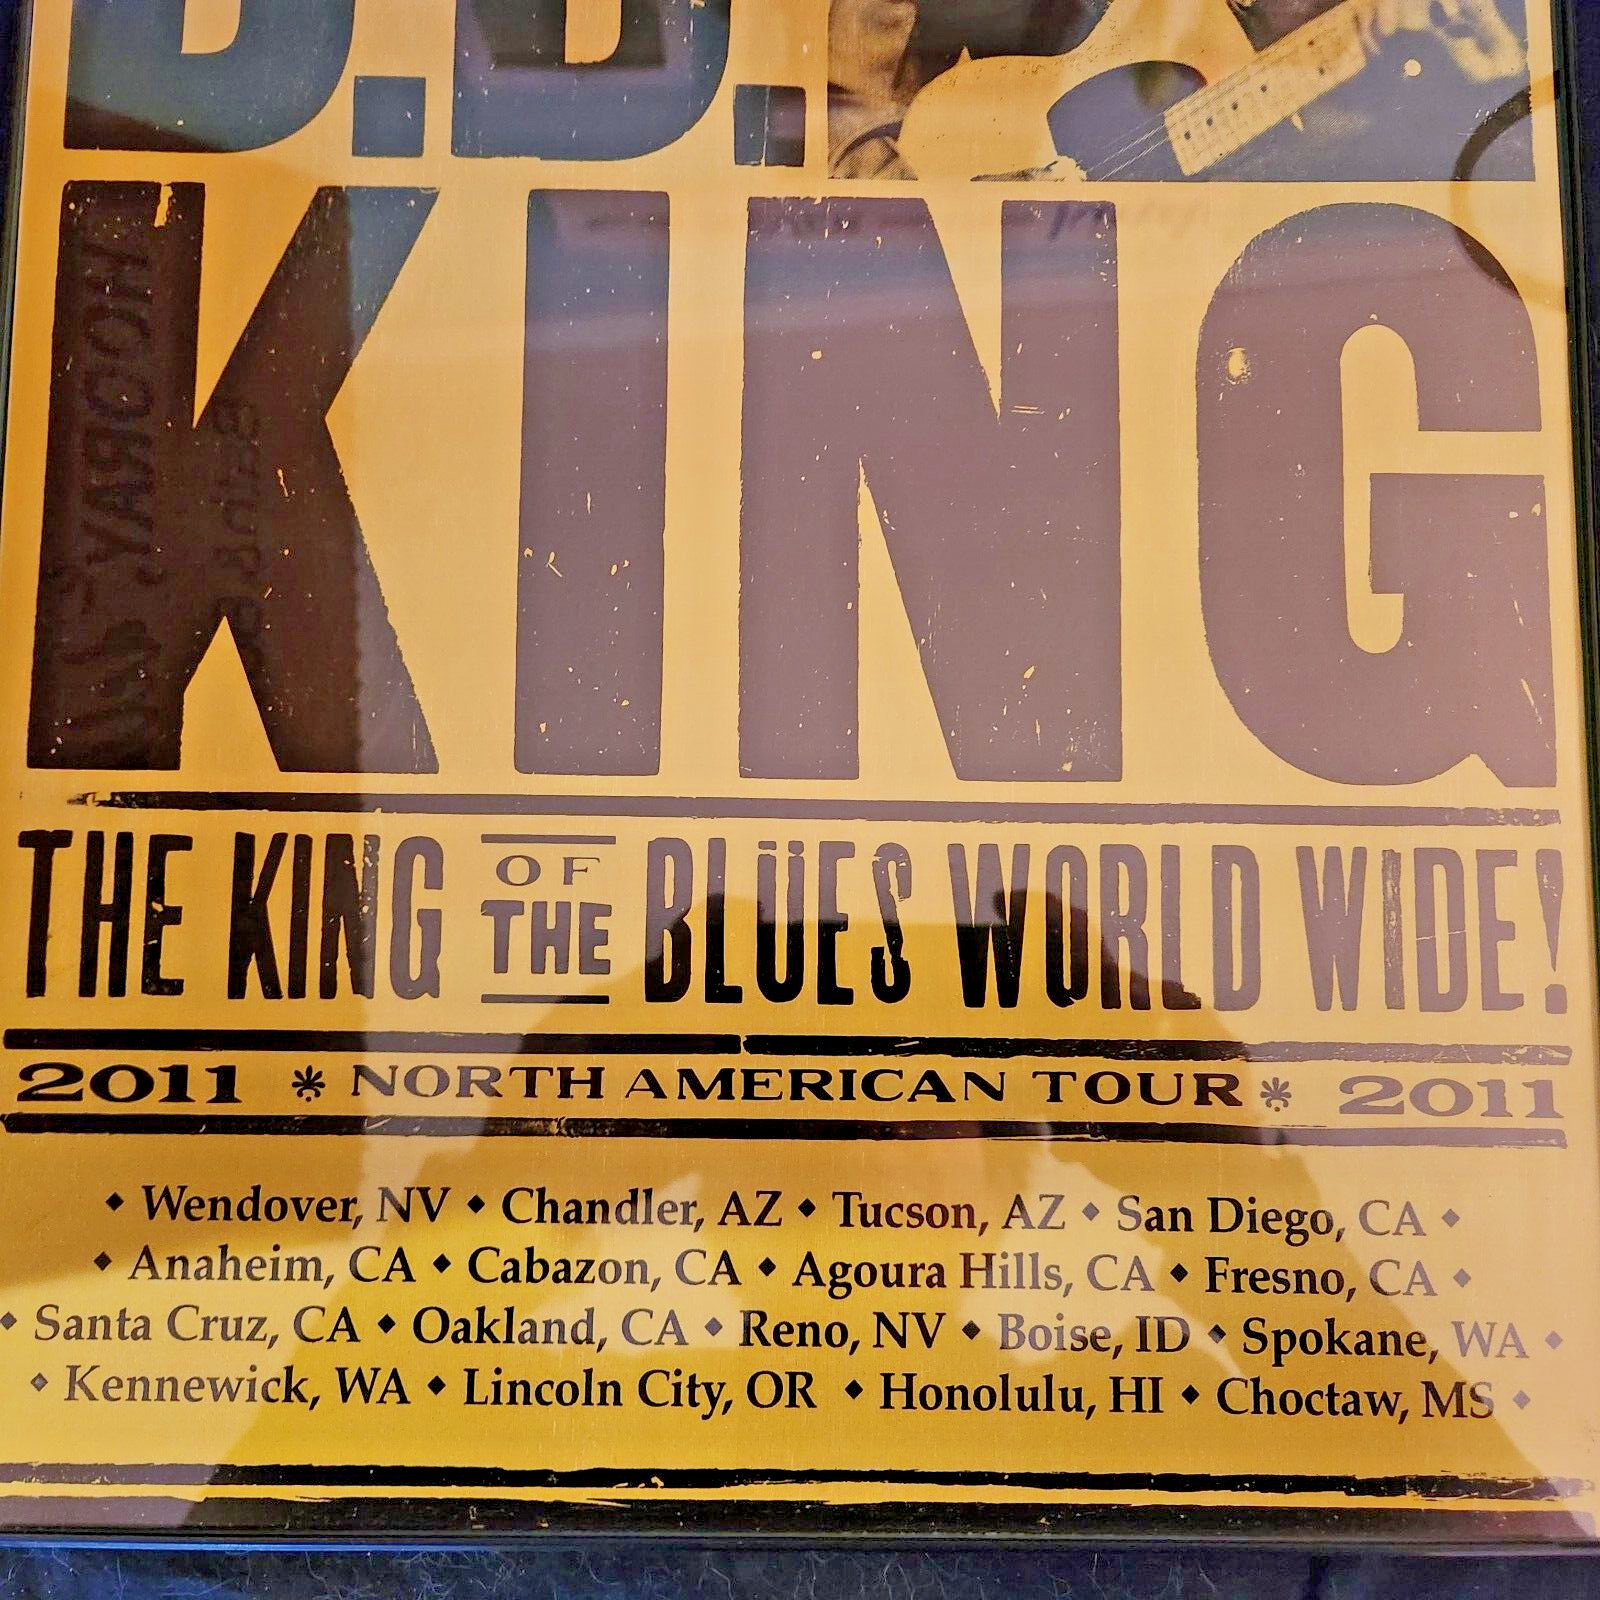 B.B.
KING
THE KING OF THE BLÜES WORLD WIDE!
2011 * NORTH AMERICAN TOUR * 2011
◆ Wendover, NV ◆ Chandler, AZ ◆ Tucson, AZ ◆ San Diego, CA ◆
◆ Anaheim, CA ◆ Cabazon, CA ◆ Agoura Hills, CA ◆ Fresno, CA ◆
◆ Santa Cruz, CA ◆ Oakland, CA ◆ Reno, NV ◆ Boise, ID ◆ Spokane, WA ◆
◆ Kennewick, WA ◆ Lincoln City, OR ◆ Honolulu, HI ◆ Choctaw, MS ◆